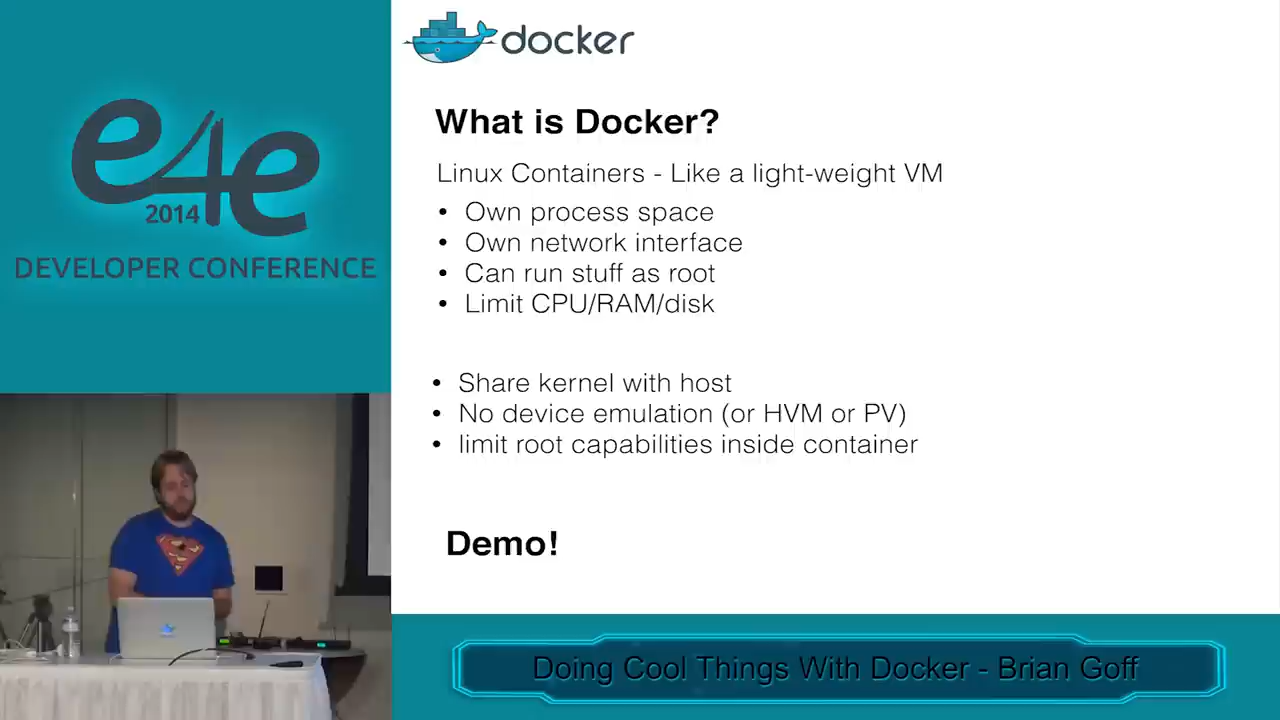 e4e
2014
DEVELOPER CONFERENCE
docker
What is Docker?
Linux Containers - Like a light-weight VM
• Own process space
• Own network interface
• Can run stuff as root
• Limit CPU/RAM/disk
• Share kernel with host
• No device emulation (or HVM or PV)
• limit root capabilities inside container
Demo!
Doing Cool Things With Docker - Brian Goff